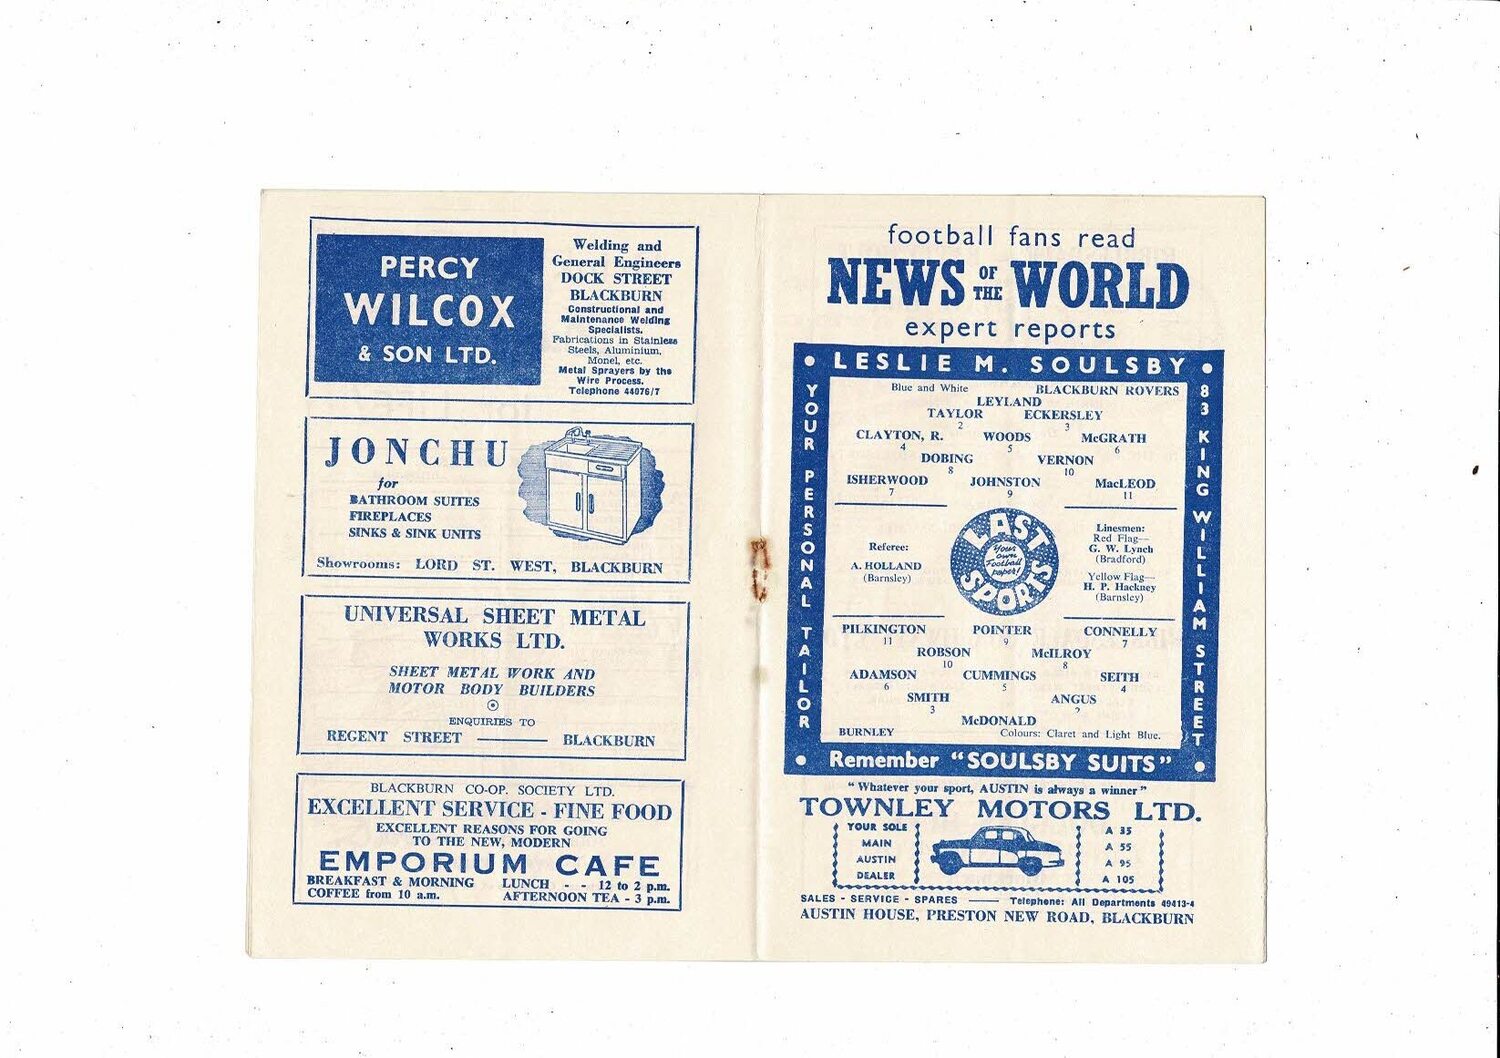 PERCY
WILCOX
& SON LTD.
Welding and
General Engineers
DOCK STREET
BLACKBURN
Constructional and
Maintenance Welding
Specialists.
Fabrications in Stainless
Steels, Aluminium,
Monel, etc.
Metal Sprayers by the
Wire Process.
Telephone 44076/7
JONCHU
for
BATHROOM SUITES
FIREPLACES
SINKS & SINK UNITS
Showrooms: LORD ST. WEST, BLACKBURN
UNIVERSAL SHEET METAL
WORKS LTD.
SHEET METAL WORK AND
MOTOR BODY BUILDERS
ENQUIRIES TO
REGENT STREET BLACKBURN
BLACKBURN CO-OP. SOCIETY LTD.
EXCELLENT SERVICE - FINE FOOD
EXCELLENT REASONS FOR GOING
TO THE NEW, MODERN
EMPORIUM CAFE
BREAKFAST & MORNING LUNCH - - 12 to 2 p.m.
COFFEE from 10 a.m. AFTERNOON TEA - 3 p.m.
football fans read
NEWS OF THE WORLD
expert reports
LESLIE M. SOULSBY
YOUR PERSONAL TAILOR
83 KING WILLIAM STREET
Blue and White BLACKBURN ROVERS
LEYLAND
TAYLOR ECKERSLEY
2 3
CLAYTON, R. WOODS McGRATH
4 5 6
DOBING VERNON
8 10
ISHERWOOD JOHNSTON MacLEOD
7 9 11
Referee:
A. HOLLAND
(Barnsley)
LAST
Your
own
Football
paper!
SPORTS
Linesmen:
Red Flag—
G. W. Lynch
(Bradford)
Yellow Flag—
H. P. Hackney
(Barnsley)
PILKINGTON POINTER CONNELLY
11 9 7
ROBSON McILROY
10 8
ADAMSON CUMMINGS SEITH
6 5 4
SMITH ANGUS
3 2
McDONALD
BURNLEY Colours: Claret and Light Blue.
Remember "SOULSBY SUITS"
"Whatever your sport, AUSTIN is always a winner"
TOWNLEY MOTORS LTD.
YOUR SOLE
MAIN
AUSTIN
DEALER
A 35
A 55
A 95
A 105
SALES - SERVICE - SPARES Telephone: All Departments 49413-4
AUSTIN HOUSE, PRESTON NEW ROAD, BLACKBURN